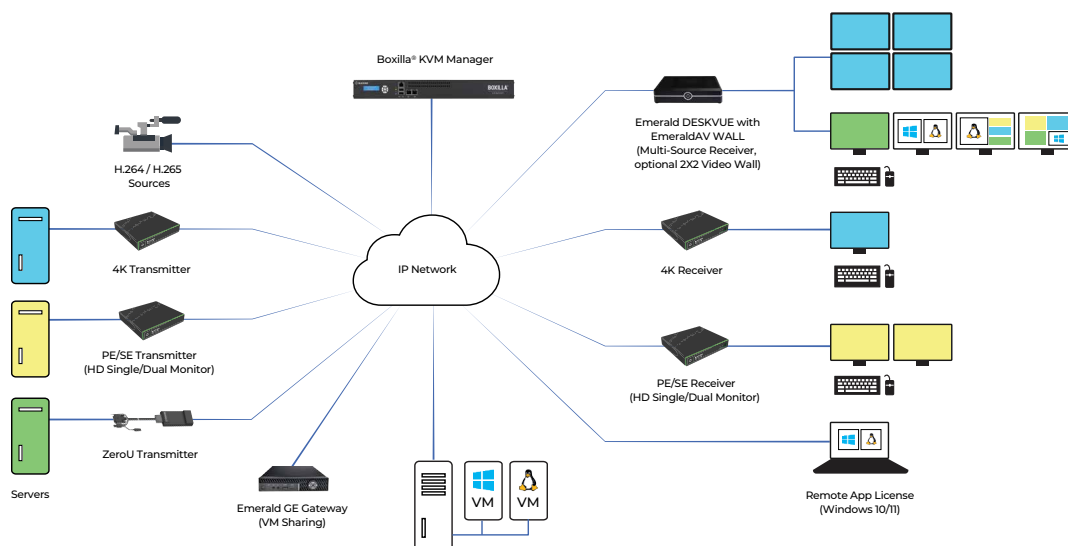 Boxilla® KVM Manager
BOXILLA
H.264 / H.265
Sources
Emerald DESKVUE with
EmeraldAV WALL
(Multi-Source Receiver,
optional 2X2 Video Wall)
4K Transmitter
IP Network
4K Receiver
PE/SE Transmitter
(HD Single/Dual Monitor)
PE/SE Receiver
(HD Single/Dual Monitor)
ZeroU Transmitter
Servers
Emerald GE Gateway
(VM Sharing)
VM
VM
Remote App License
(Windows 10/11)